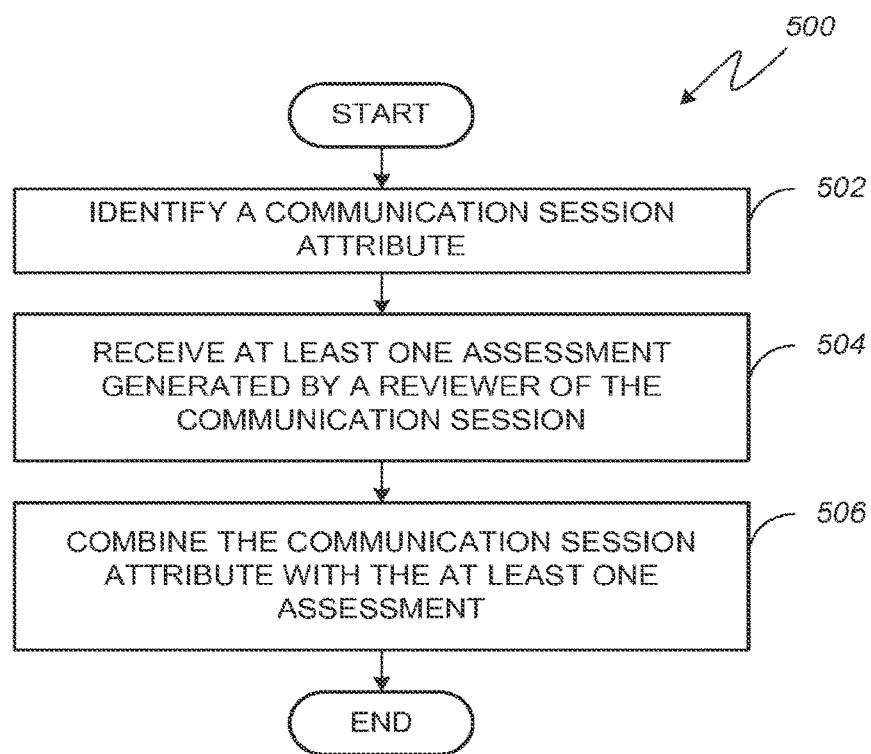 500
START
502
IDENTIFY A COMMUNICATION SESSION
ATTRIBUTE
504
RECEIVE AT LEAST ONE ASSESSMENT
GENERATED BY A REVIEWER OF THE
COMMUNICATION SESSION
506
COMBINE THE COMMUNICATION SESSION
ATTRIBUTE WITH THE AT LEAST ONE
ASSESSMENT
END